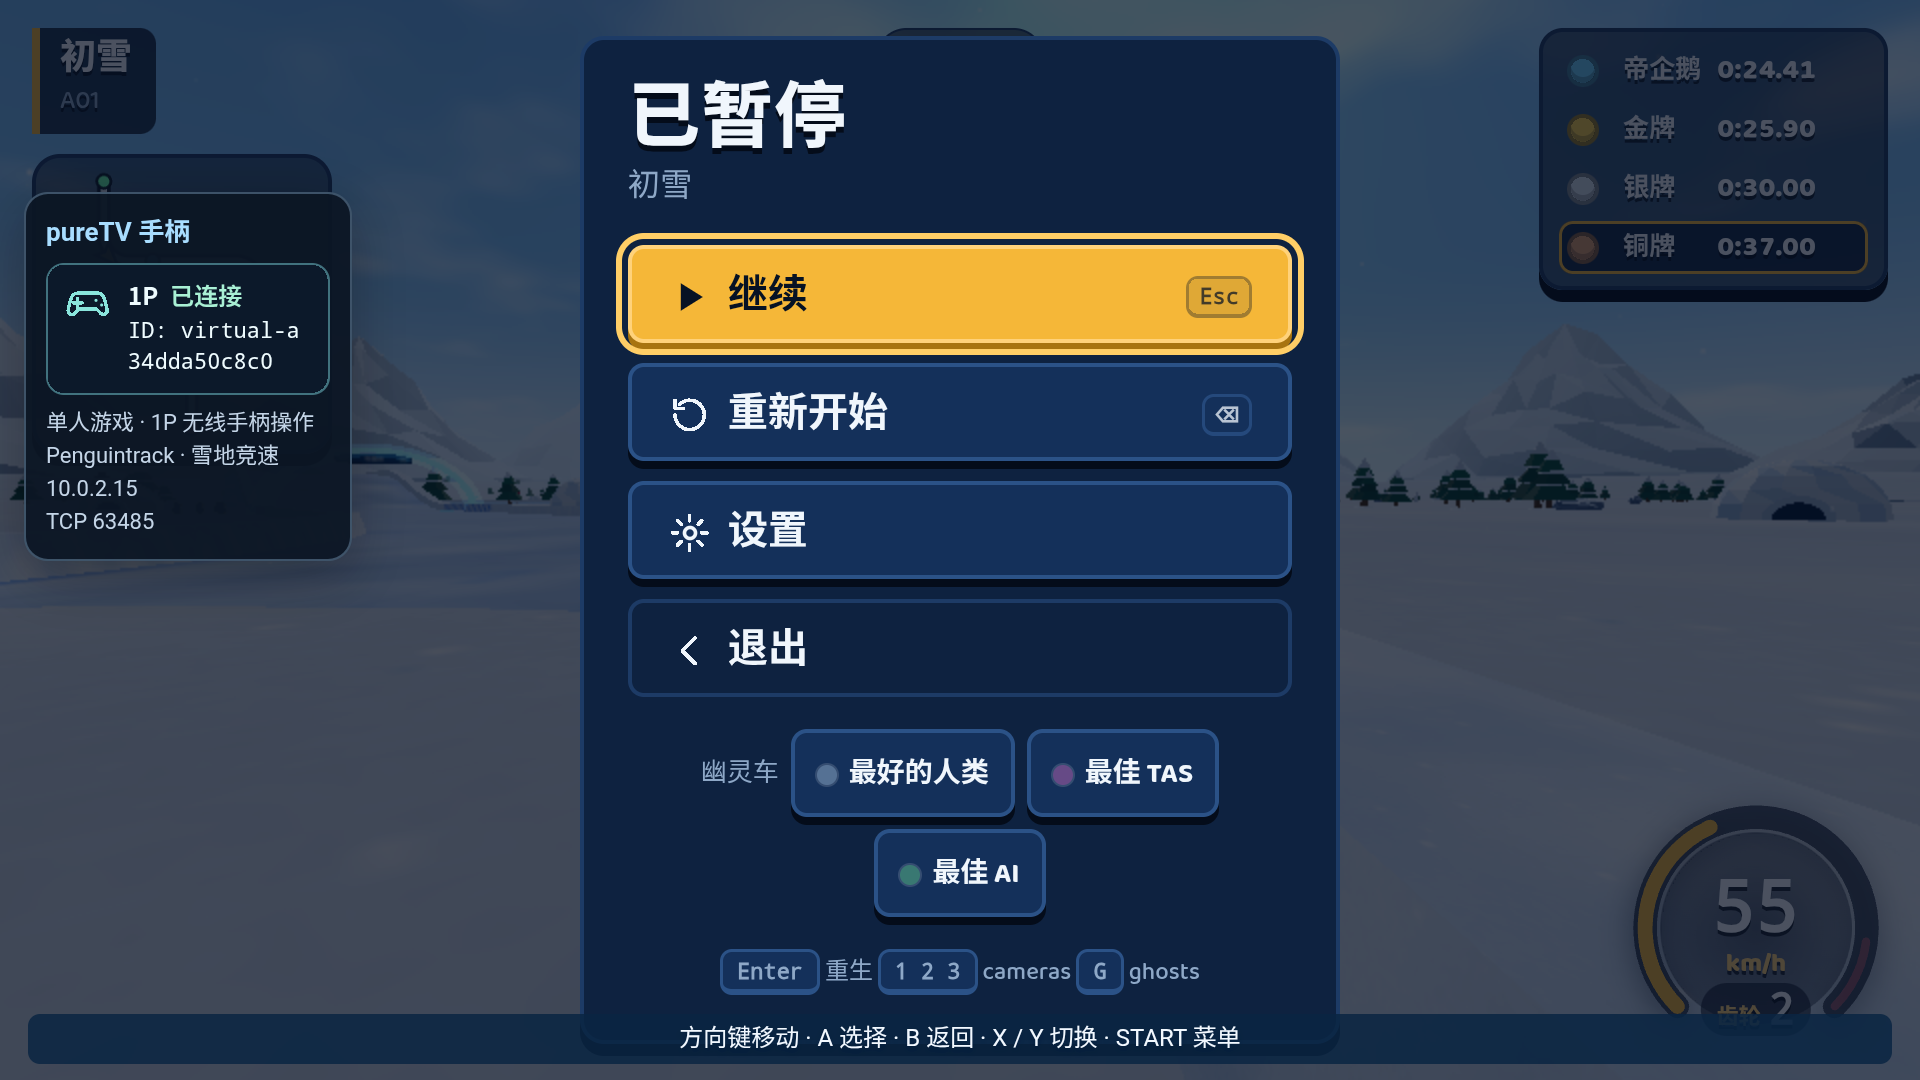 初雪
A01
pureTV 手柄
1P 已连接
ID: virtual-a
34dda50c8c0
单人游戏 · 1P 无线手柄操作
Penguintrack · 雪地竞速
10.0.2.15
TCP 63485
已暂停
初雪
继续 Esc
重新开始
设置
退出
幽灵车 最好的人类 最佳 TAS
最佳 AI
Enter 重生 1 2 3 cameras G ghosts
方向键移动 · A 选择 · B 返回 · X / Y 切换 · START 菜单
帝企鹅 0:24.41
金牌 0:25.90
银牌 0:30.00
铜牌 0:37.00
55
km/h
齿轮 2